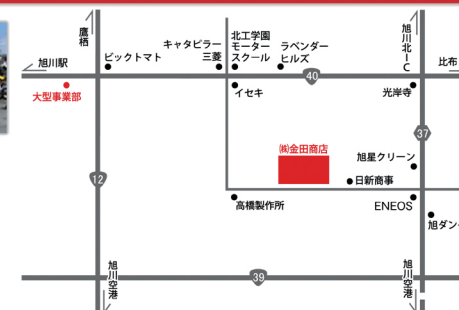 鷹栖
旭川駅
大型事業部
ビックトマト
キャタピラー
三菱
北工学園
モーター
スクール
ラベンダー
ヒルズ
40
イセキ
旭川北IC
比布
光岸寺
37
㈱金田商店
旭星クリーン
日新商事
12
高橋製作所
ENEOS
旭ダン
旭川空港
39
旭川空港